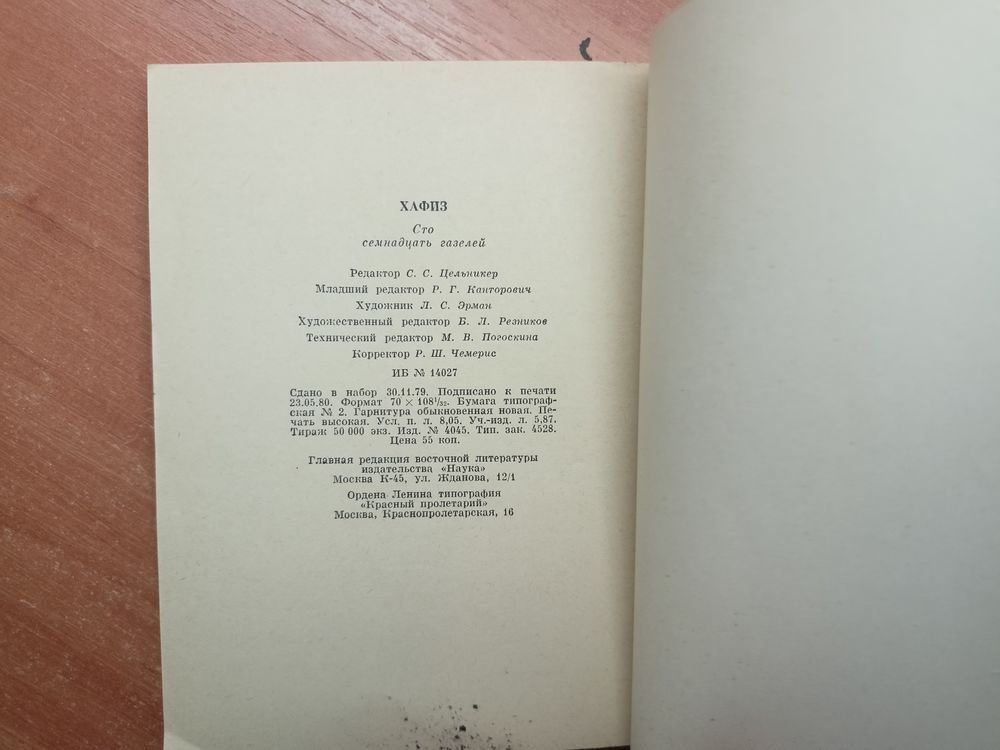 ХАФИЗ
Сто
семнадцать газелей
Редактор С. С. Цельникер
Младший редактор Р. Г. Канторович
Художник Л. С. Эрман
Художественный редактор Б. Л. Резников
Технический редактор М. В. Погоскина
Корректор Р. Ш. Чемерис
ИБ № 14027
Сдано в набор 30.11.79. Подписано к печати
23.05.80. Формат 70 × 108¹/₃₂. Бумага типограф-
ская № 2. Гарнитура обыкновенная новая. Пе-
чать высокая. Усл. п. л. 8,05. Уч.-изд. л. 5,87.
Тираж 50 000 экз. Изд. № 4045. Тип. зак. 4528.
Цена 55 коп.
Главная редакция восточной литературы
издательства «Наука»
Москва К-45, ул. Жданова, 12/1
Ордена Ленина типография
«Красный пролетарий»
Москва, Краснопролетарская, 16